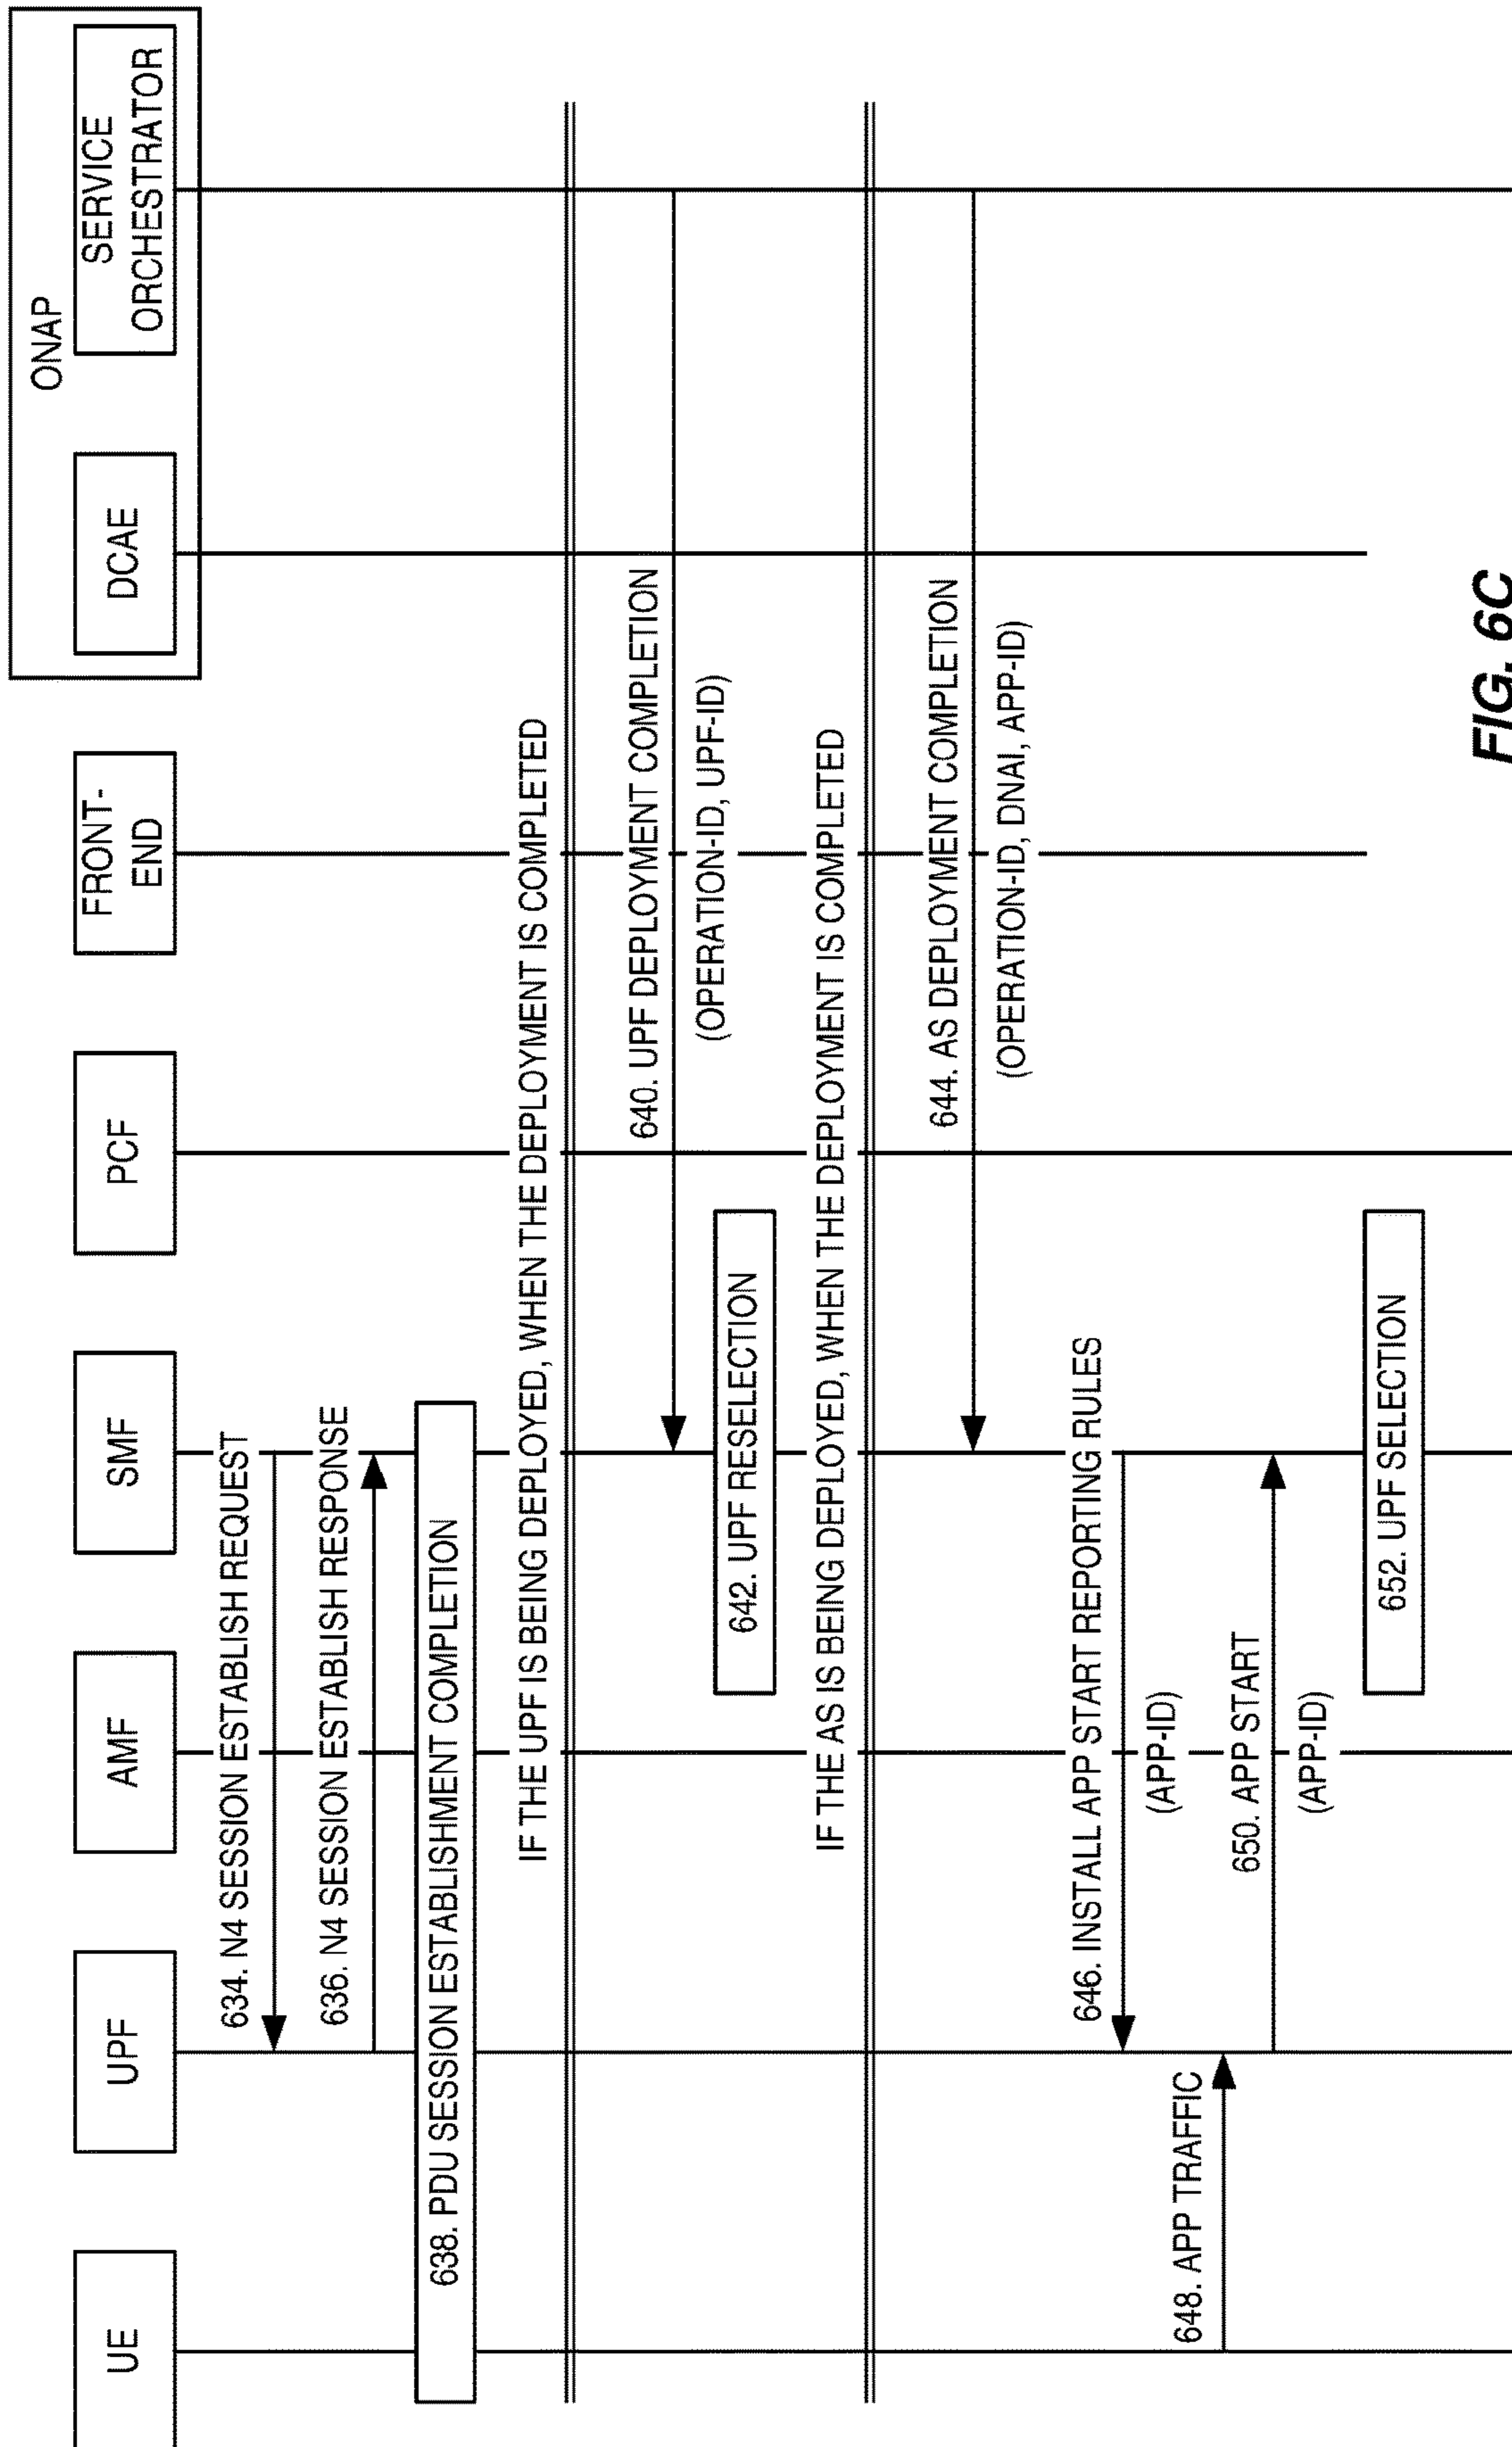 ONAP
UE
UPF
AMF
SMF
PCF
FRONT-
END
DCAE
SERVICE
ORCHESTRATOR
634. N4 SESSION ESTABLISH REQUEST
636. N4 SESSION ESTABLISH RESPONSE
638. PDU SESSION ESTABLISHMENT COMPLETION
IF THE UPF IS BEING DEPLOYED, WHEN THE DEPLOYMENT IS COMPLETED
640. UPF DEPLOYMENT COMPLETION
(OPERATION-ID, UPF-ID)
642. UPF RESELECTION
IF THE AS IS BEING DEPLOYED, WHEN THE DEPLOYMENT IS COMPLETED
644. AS DEPLOYMENT COMPLETION
(OPERATION-ID, DNAI, APP-ID)
646. INSTALL APP START REPORTING RULES
(APP-ID)
648. APP TRAFFIC
650. APP START
(APP-ID)
652. UPF SELECTION
FIG. 6C